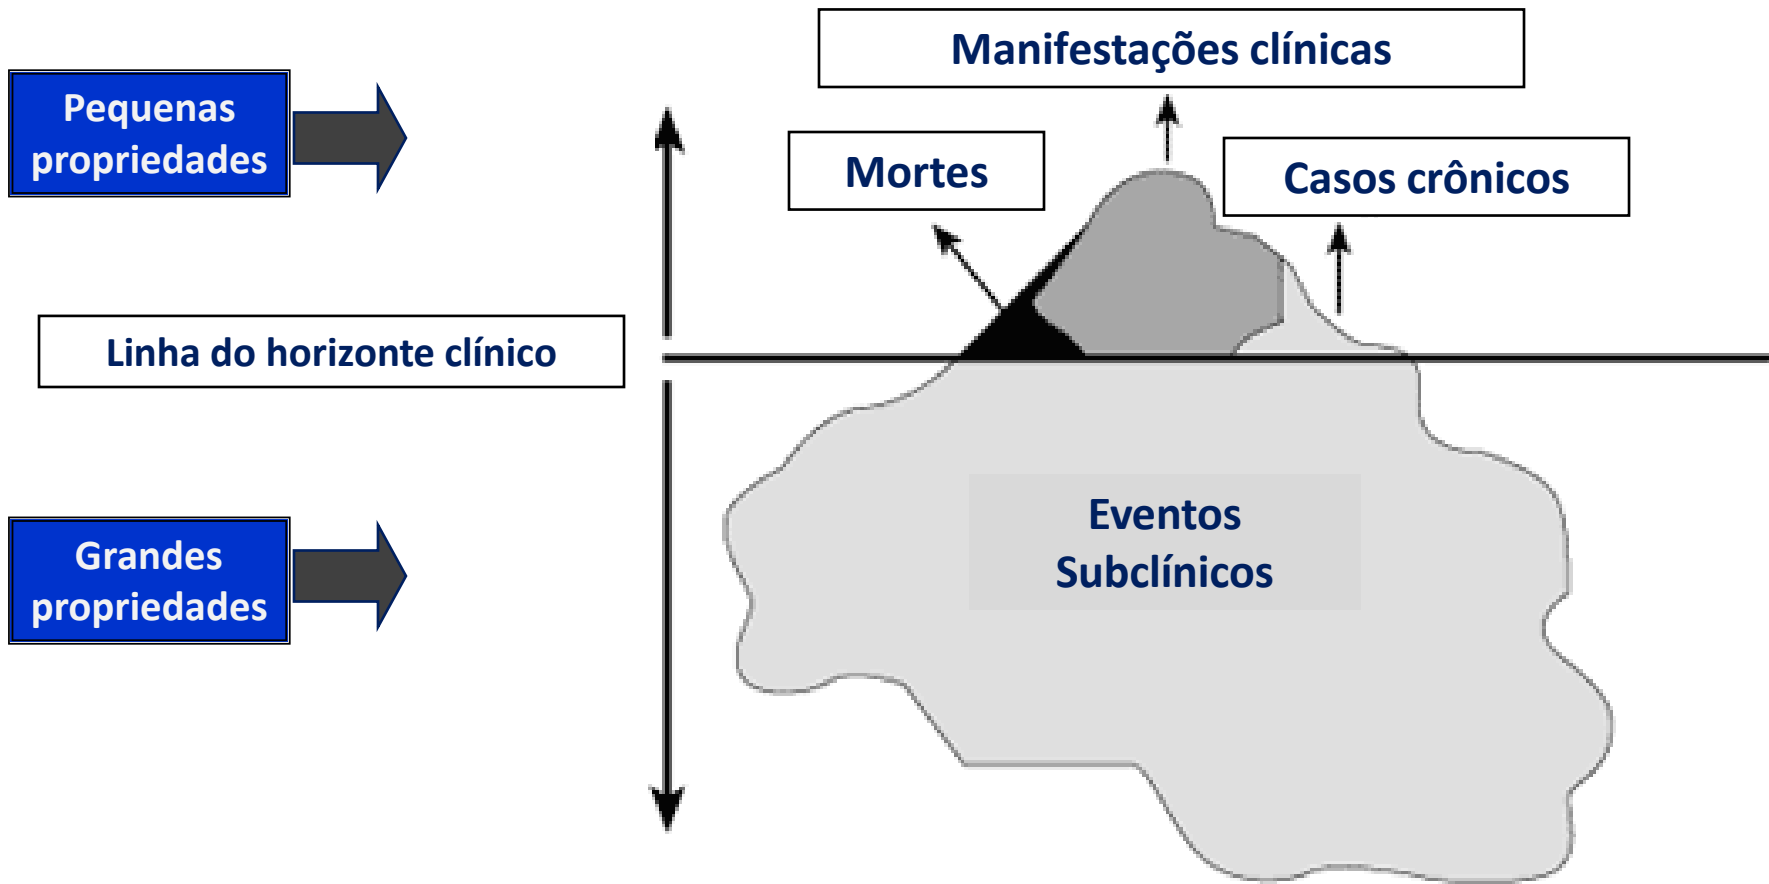 Manifestações clínicas
Pequenas
propriedades
Mortes
Casos crônicos
Linha do horizonte clínico
Eventos
Subclínicos
Grandes
propriedades